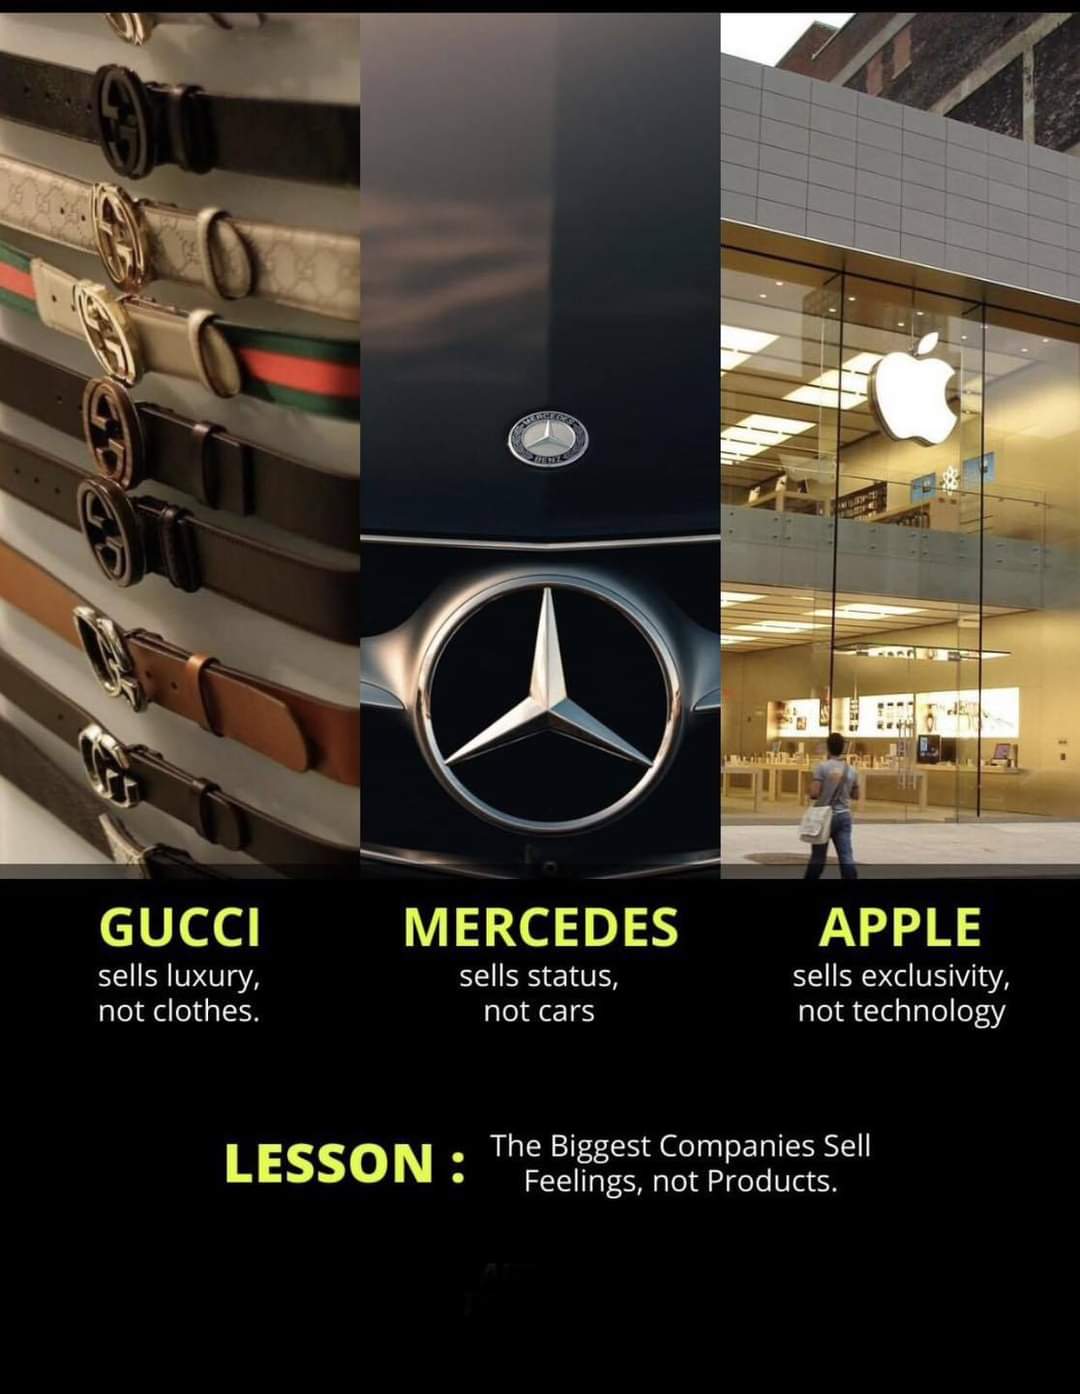 MERCEDES
BENZ
GUCCI
sells luxury,
not clothes.
MERCEDES
sells status,
not cars
APPLE
sells exclusivity,
not technology
LESSON :
The Biggest Companies Sell
Feelings, not Products.